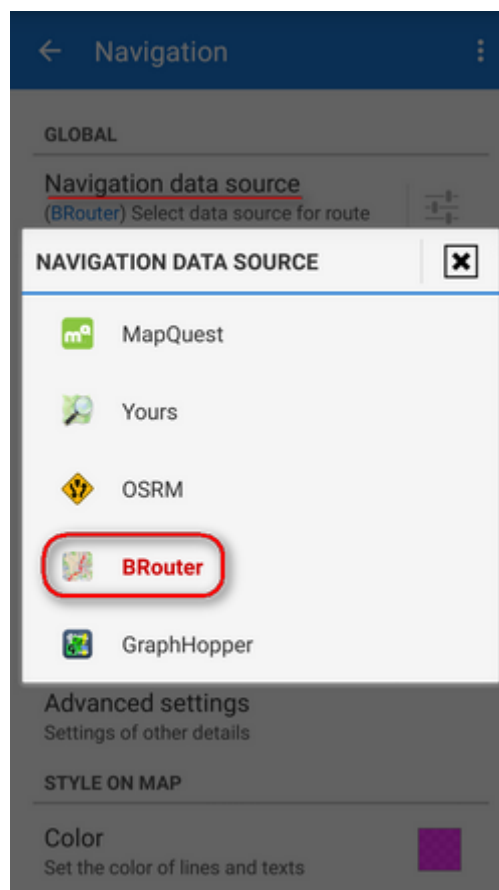 Navigation
GLOBAL
Navigation data source
(BRouter) Select data source for route
NAVIGATION DATA SOURCE
MapQuest
Yours
OSRM
BRouter
GraphHopper
Advanced settings
Settings of other details
STYLE ON MAP
Color
Set the color of lines and texts